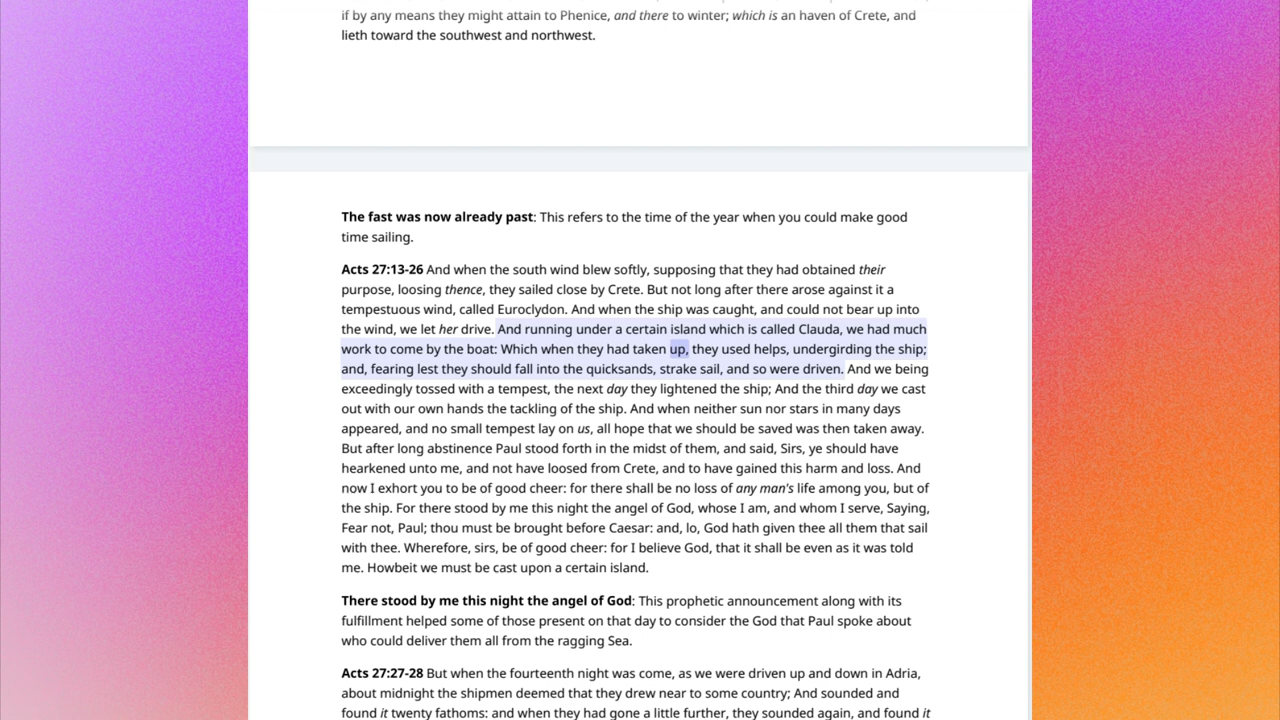 if by any means they might attain to Phenice, and there to winter; which is an haven of Crete, and
lieth toward the southwest and northwest.
The fast was now already past: This refers to the time of the year when you could make good
time sailing.
Acts 27:13-26 And when the south wind blew softly, supposing that they had obtained their
purpose, loosing thence, they sailed close by Crete. But not long after there arose against it a
tempestuous wind, called Euroclydon. And when the ship was caught, and could not bear up into
the wind, we let her drive. And running under a certain island which is called Clauda, we had much
work to come by the boat: Which when they had taken up, they used helps, undergirding the ship;
and, fearing lest they should fall into the quicksands, strake sail, and so were driven. And we being
exceedingly tossed with a tempest, the next day they lightened the ship; And the third day we cast
out with our own hands the tackling of the ship. And when neither sun nor stars in many days
appeared, and no small tempest lay on us, all hope that we should be saved was then taken away.
But after long abstinence Paul stood forth in the midst of them, and said, Sirs, ye should have
hearkened unto me, and not have loosed from Crete, and to have gained this harm and loss. And
now I exhort you to be of good cheer: for there shall be no loss of any man's life among you, but of
the ship. For there stood by me this night the angel of God, whose I am, and whom I serve, Saying,
Fear not, Paul; thou must be brought before Caesar: and, lo, God hath given thee all them that sail
with thee. Wherefore, sirs, be of good cheer: for I believe God, that it shall be even as it was told
me. Howbeit we must be cast upon a certain island.
There stood by me this night the angel of God: This prophetic announcement along with its
fulfillment helped some of those present on that day to consider the God that Paul spoke about
who could deliver them all from the ragging Sea.
Acts 27:27-28 But when the fourteenth night was come, as we were driven up and down in Adria,
about midnight the shipmen deemed that they drew near to some country; And sounded and
found it twenty fathoms: and when they had gone a little further, they sounded again, and found it